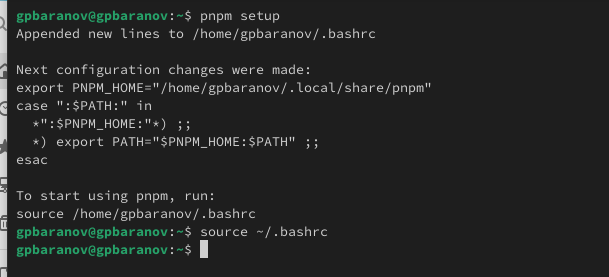 gpbaranov@gpbaranov:~$ pnpm setup
Appended new lines to /home/gpbaranov/.bashrc

Next configuration changes were made:
export PNPM_HOME="/home/gpbaranov/.local/share/pnpm"
case ":$PATH:" in
  *":$PNPM_HOME:"*) ;;
  *) export PATH="$PNPM_HOME:$PATH" ;;
esac

To start using pnpm, run:
source /home/gpbaranov/.bashrc
gpbaranov@gpbaranov:~$ source ~/.bashrc
gpbaranov@gpbaranov:~$